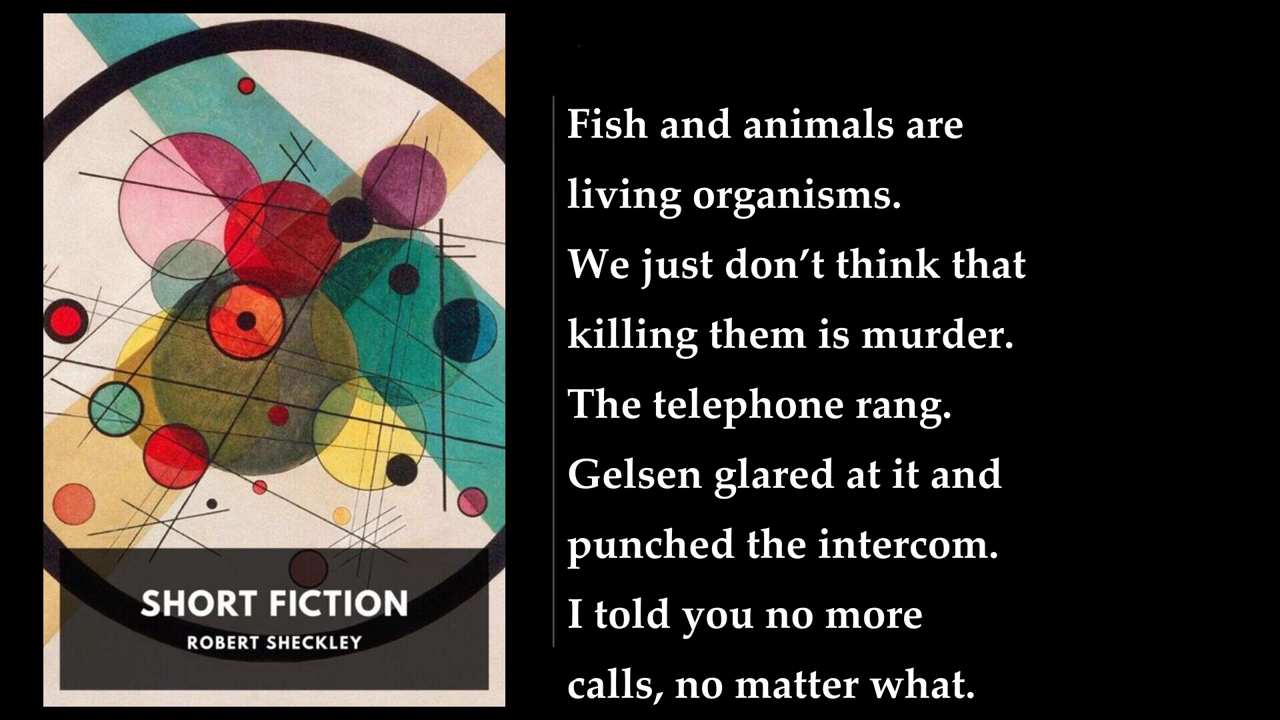 SHORT FICTION
ROBERT SHECKLEY
Fish and animals are
living organisms.
We just don’t think that
killing them is murder.
The telephone rang.
Gelsen glared at it and
punched the intercom.
I told you no more
calls, no matter what.